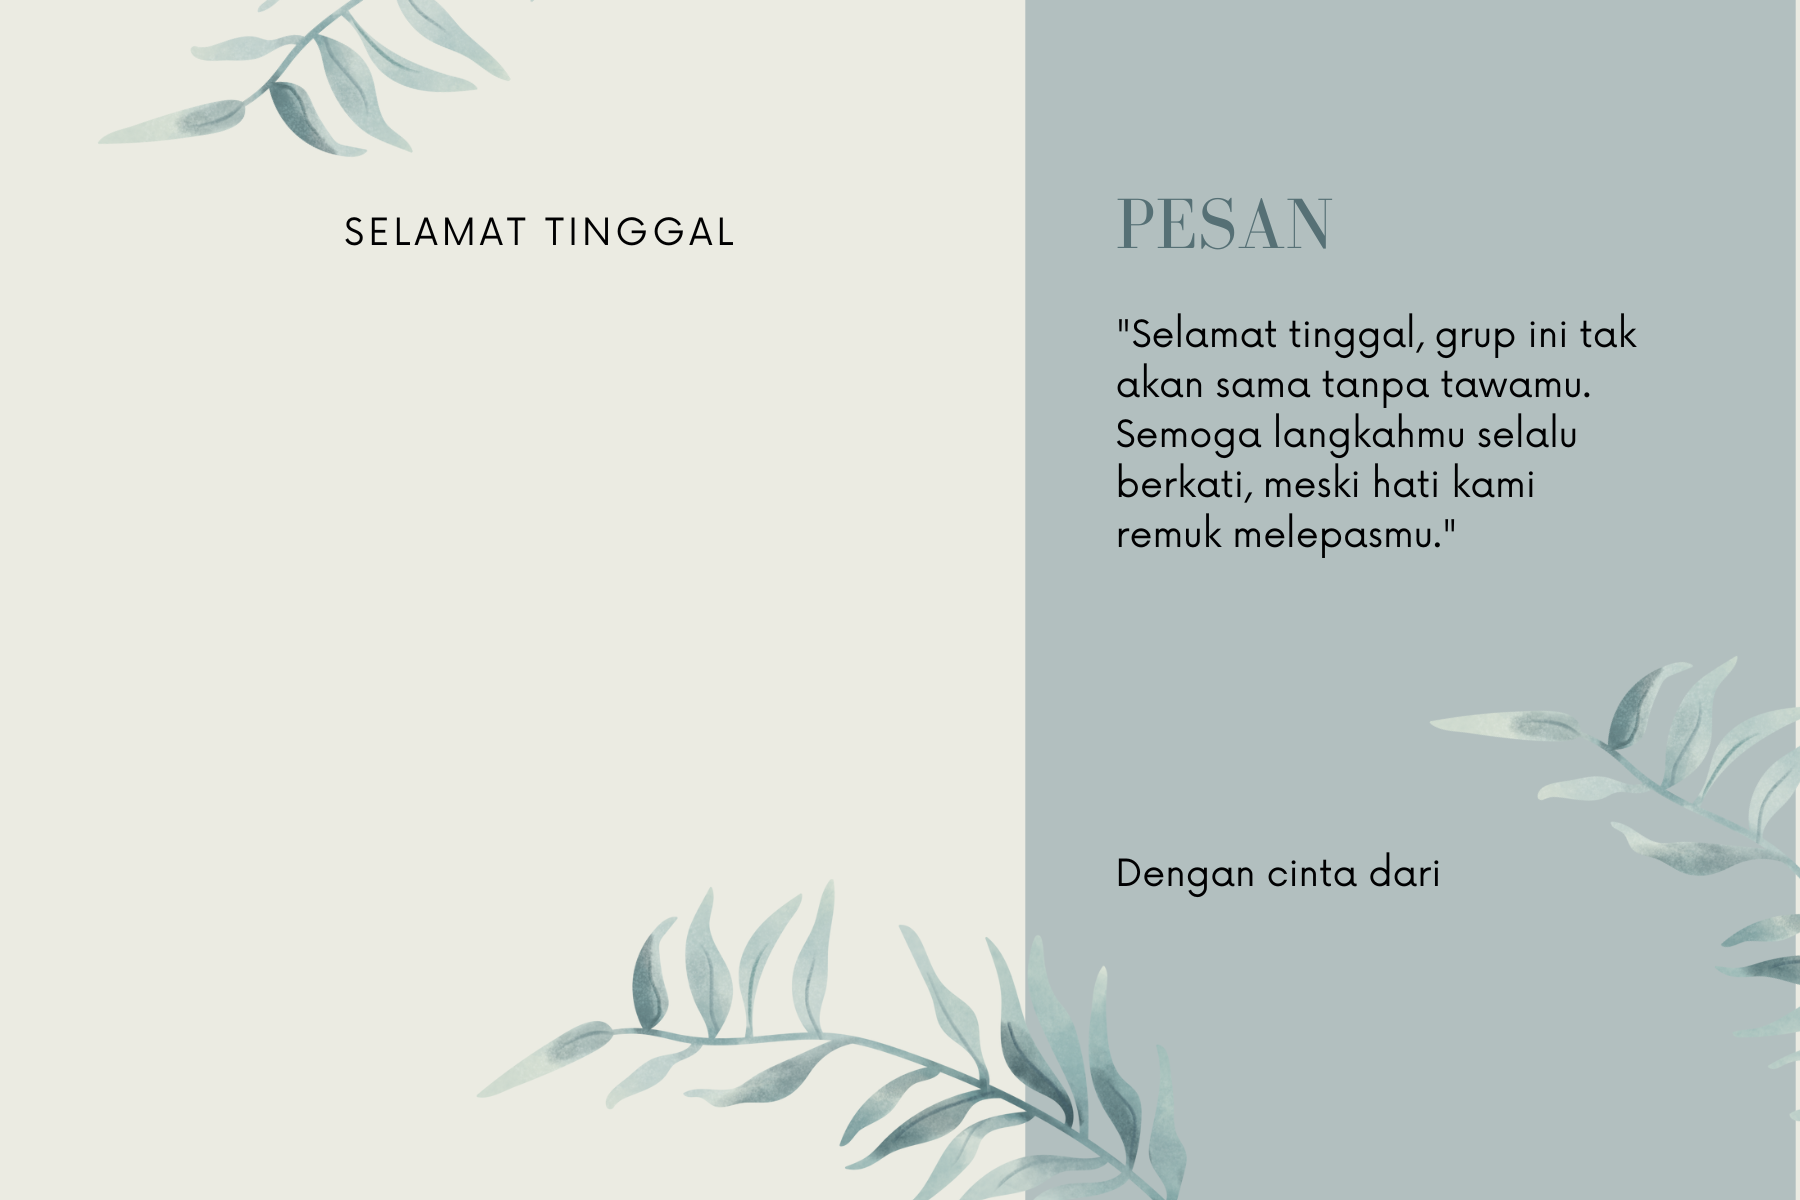 SELAMAT TINGGAL
PESAN
"Selamat tinggal, grup ini tak
akan sama tanpa tawamu.
Semoga langkahmu selalu
berkati, meski hati kami
remuk melepasmu."
Dengan cinta dari